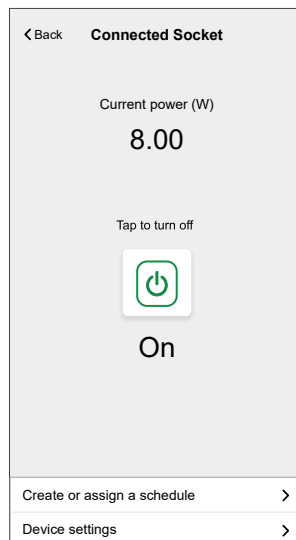 Back Connected Socket
Current power (W)
8.00
Tap to turn off
On
Create or assign a schedule
Device settings